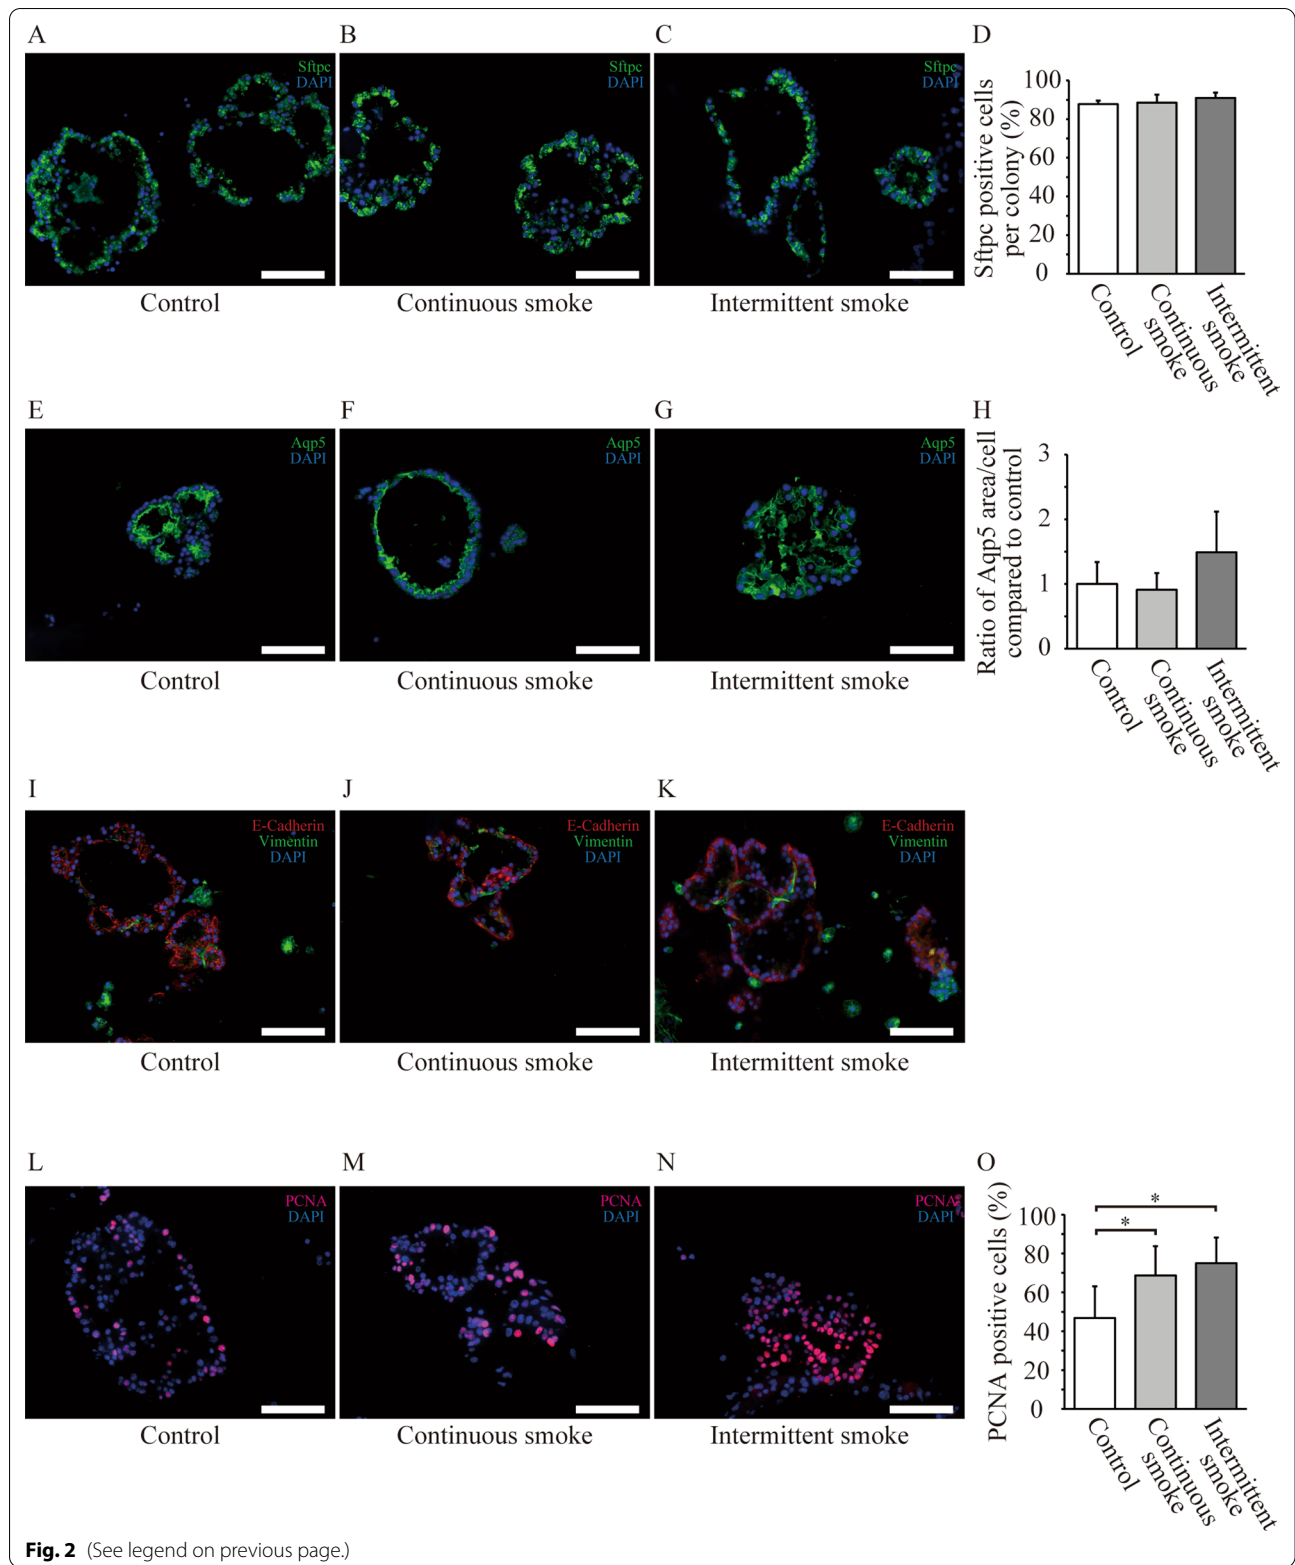 A
B
C
D
Sftpc
DAPI
Sftpc
DAPI
Sftpc
DAPI
Control
Continuous smoke
Intermittent smoke
Sftpc positive cells
per colony (%)
100
80
60
40
20
0
Control
Continuous
smoke
Intermittent
smoke
E
F
G
H
Aqp5
DAPI
Aqp5
DAPI
Aqp5
DAPI
Control
Continuous smoke
Intermittent smoke
Ratio of Aqp5 area/cell
compared to control
3
2
1
0
Control
Continuous
smoke
Intermittent
smoke
I
J
K
E-Cadherin
Vimentin
DAPI
E-Cadherin
Vimentin
DAPI
E-Cadherin
Vimentin
DAPI
Control
Continuous smoke
Intermittent smoke
L
M
N
O
PCNA
DAPI
PCNA
DAPI
PCNA
DAPI
Control
Continuous smoke
Intermittent smoke
PCNA positive cells (%)
100
80
60
40
20
0
*
*
Control
Continuous
smoke
Intermittent
smoke
Fig. 2 (See legend on previous page.)